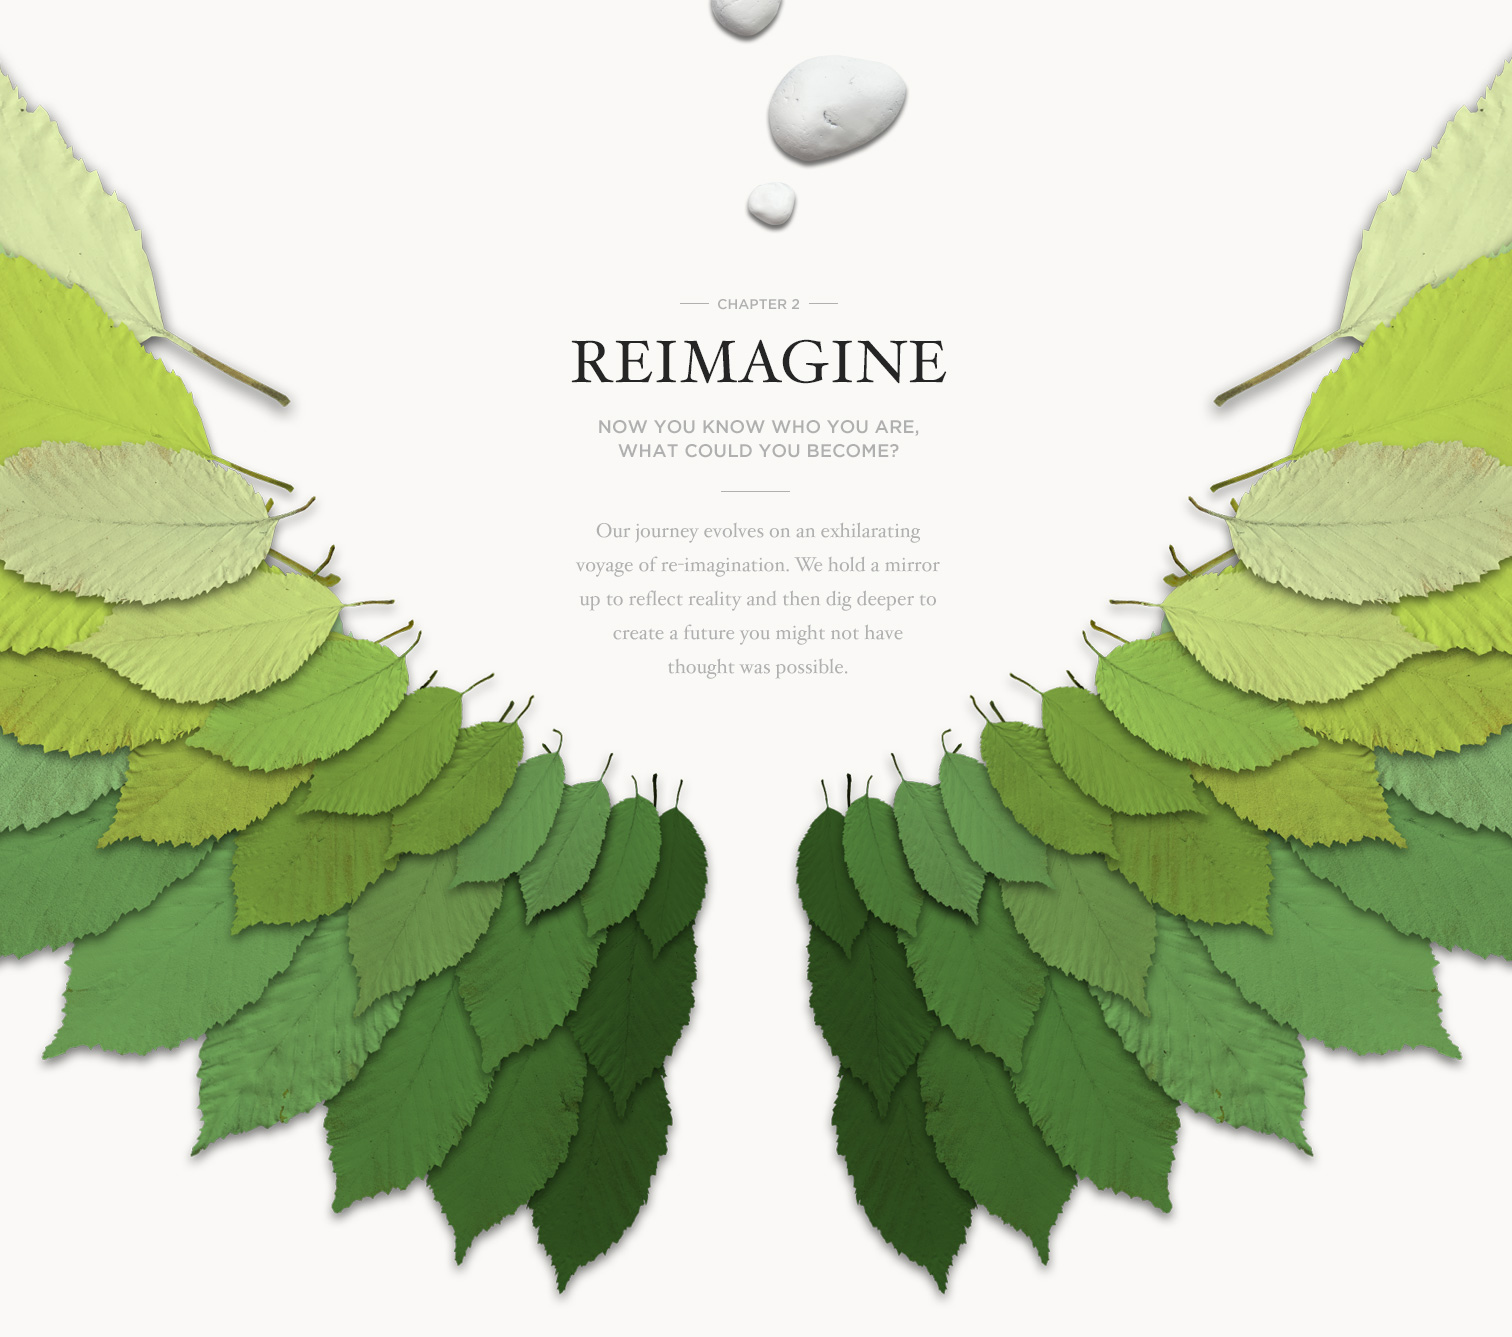 CHAPTER 2
REIMAGINE
NOW YOU KNOW WHO YOU ARE,
WHAT COULD YOU BECOME?
Our journey evolves on an exhilarating
voyage of re-imagination. We hold a mirror
up to reflect reality and then dig deeper to
create a future you might not have
thought was possible.